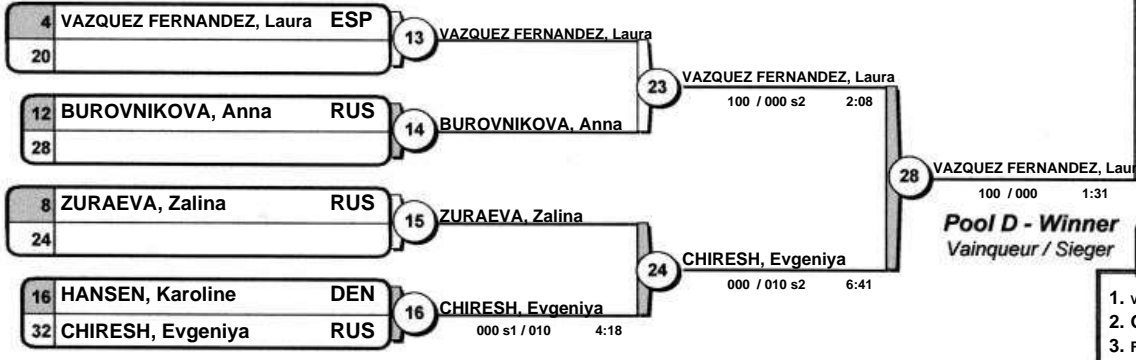 4 VAZQUEZ FERNANDEZ, Laura ESP
20
13 VAZQUEZ FERNANDEZ, Laura
12 BUROVNIKOVA, Anna RUS
28
14 BUROVNIKOVA, Anna
23 VAZQUEZ FERNANDEZ, Laura
100 / 000 s2 2:08
8 ZURAEVA, Zalina RUS
24
15 ZURAEVA, Zalina
16 HANSEN, Karoline DEN
32 CHIRESH, Evgeniya RUS
16 CHIRESH, Evgeniya
000 s1 / 010 4:18
24 CHIRESH, Evgeniya
000 / 010 s2 6:41
28 VAZQUEZ FERNANDEZ, Laur
100 / 000 1:31
Pool D - Winner
Vainqueur / Sieger
1.
2.
3.